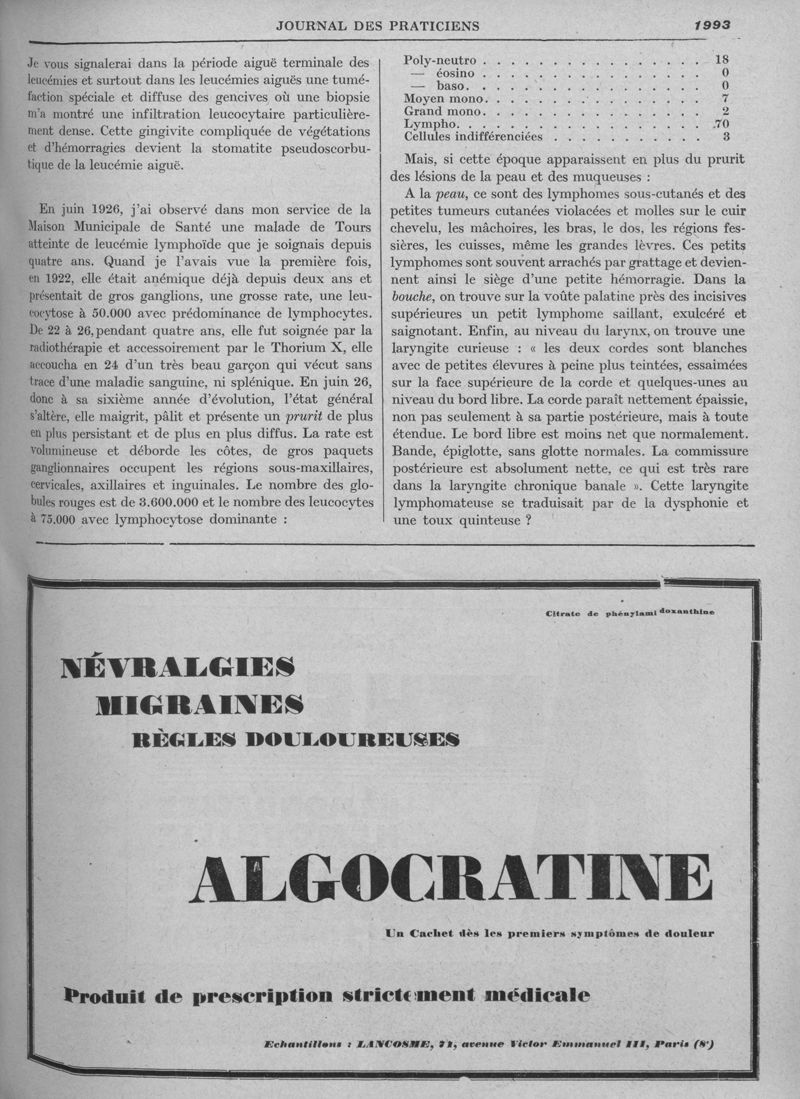 JOURNAL DES PRATICIENS 1993
Je vous signalerai dans la période aiguë terminale des
leucémies et surtout dans les leucémies aiguës une tumé-
faction spéciale et diffuse des gencives où une biopsie
m'a montré une infiltration leucocytaire particulière-
ment dense. Cette gingivite compliquée de végétations
et d'hémorragies devient la stomatite pseudoscorbu-
tique de la leucémie aiguë.
En juin 1926, j'ai observé dans mon service de la
Maison Municipale de Santé une malade de Tours
atteinte de leucémie lymphoïde que je soignais depuis
quatre ans. Quand je l'avais vue la première fois,
en 1922, elle était anémique déjà depuis deux ans et
présentait de gros ganglions, une grosse rate, une leu-
cocytose à 50.000 avec prédominance de lymphocytes.
De 22 à 26, pendant quatre ans, elle fut soignée par la
radiothérapie et accessoirement par le Thorium X, elle
accoucha en 24 d'un très beau garçon qui vécut sans
trace d'une maladie sanguine, ni splénique. En juin 26,
donc à sa sixième année d'évolution, l'état général
s'altère, elle maigrit, pâlit et présente un prurit de plus
en plus persistant et de plus en plus diffus. La rate est
volumineuse et déborde les côtes, de gros paquets
ganglionnaires occupent les régions sous-maxillaires,
cervicales, axillaires et inguinales. Le nombre des glo-
bules rouges est de 3.600.000 et le nombre des leucocytes
à 75.000 avec lymphocytose dominante :
Poly-neutro . . . . . . . . . . . . . . . . 18
— éosino . . . . . . . . . . . . . . . . 0
— baso. . . . . . . . . . . . . . . . . 0
Moyen mono. . . . . . . . . . . . . . . . 7
Grand mono. . . . . . . . . . . . . . . . 2
Lympho. . . . . . . . . . . . . . . . . . .70
Cellules indifférenciées . . . . . . . . . . . 3
Mais, si cette époque apparaissent en plus du prurit
des lésions de la peau et des muqueuses :
A la peau, ce sont des lymphomes sous-cutanés et des
petites tumeurs cutanées violacées et molles sur le cuir
chevelu, les mâchoires, les bras, le dos, les régions fes-
sières, les cuisses, même les grandes lèvres. Ces petits
lymphomes sont souvent arrachés par grattage et devien-
nent ainsi le siège d'une petite hémorragie. Dans la
bouche, on trouve sur la voûte palatine près des incisives
supérieures un petit lymphome saillant, exulcéré et
saignotant. Enfin, au niveau du larynx, on trouve une
laryngite curieuse : « les deux cordes sont blanches
avec de petites élevures à peine plus teintées, essaimées
sur la face supérieure de la corde et quelques-unes au
niveau du bord libre. La corde paraît nettement épaissie,
non pas seulement à sa partie postérieure, mais à toute
étendue. Le bord libre est moins net que normalement.
Bande, épiglotte, sans glotte normales. La commissure
postérieure est absolument nette, ce qui est très rare
dans la laryngite chronique banale ». Cette laryngite
lymphomateuse se traduisait par de la dysphonie et
une toux quinteuse ?
Citrate de phénylamidoxanthine
NÉVRALGIES
MIGRAINES
RÈGLES DOULOUREUSES
ALGOCRATINE
Un Cachet dès les premiers symptômes de douleur
Produit de prescription strictement médicale
Echantillons : LANCOSME, 71, avenue Victor Emmanuel III, Paris (8e)